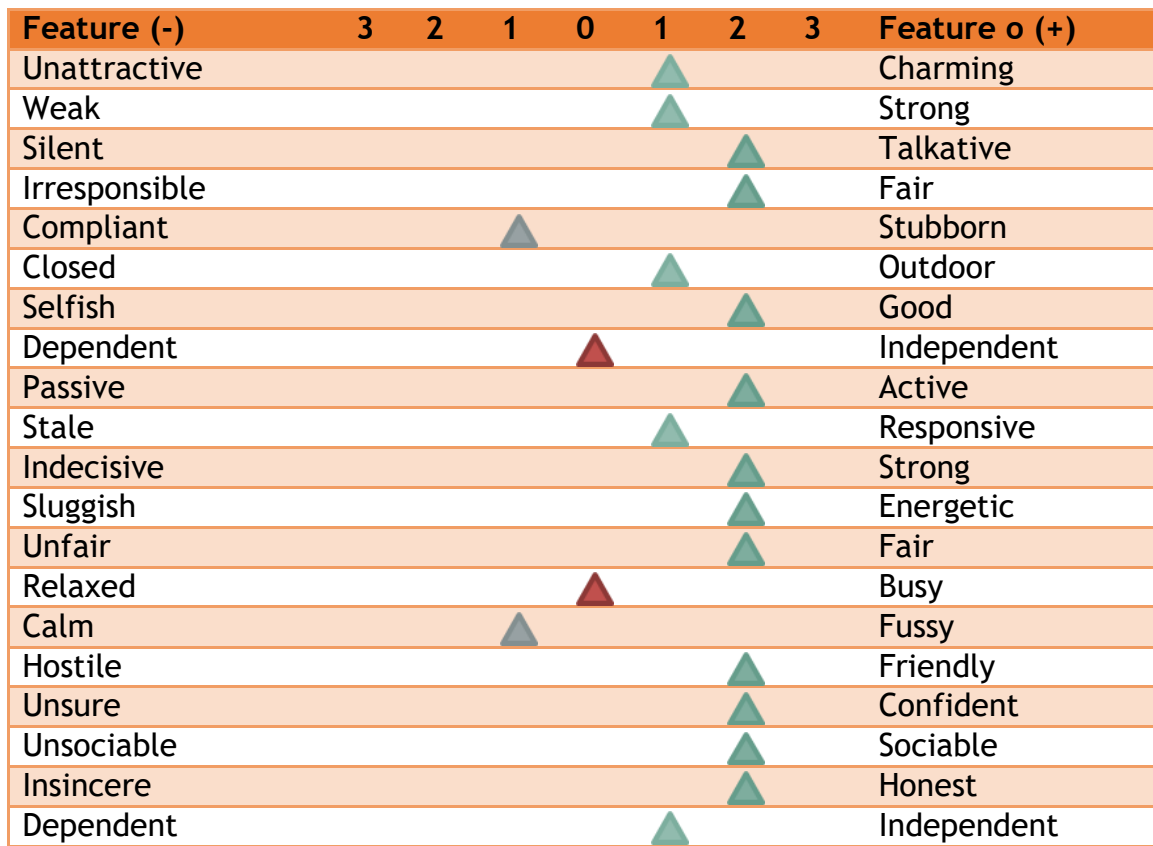 Feature (-) 3 2 1 0 1 2 3 Feature o (+)
Unattractive Charming
Weak Strong
Silent Talkative
Irresponsible Fair
Compliant Stubborn
Closed Outdoor
Selfish Good
Dependent Independent
Passive Active
Stale Responsive
Indecisive Strong
Sluggish Energetic
Unfair Fair
Relaxed Busy
Calm Fussy
Hostile Friendly
Unsure Confident
Unsociable Sociable
Insincere Honest
Dependent Independent